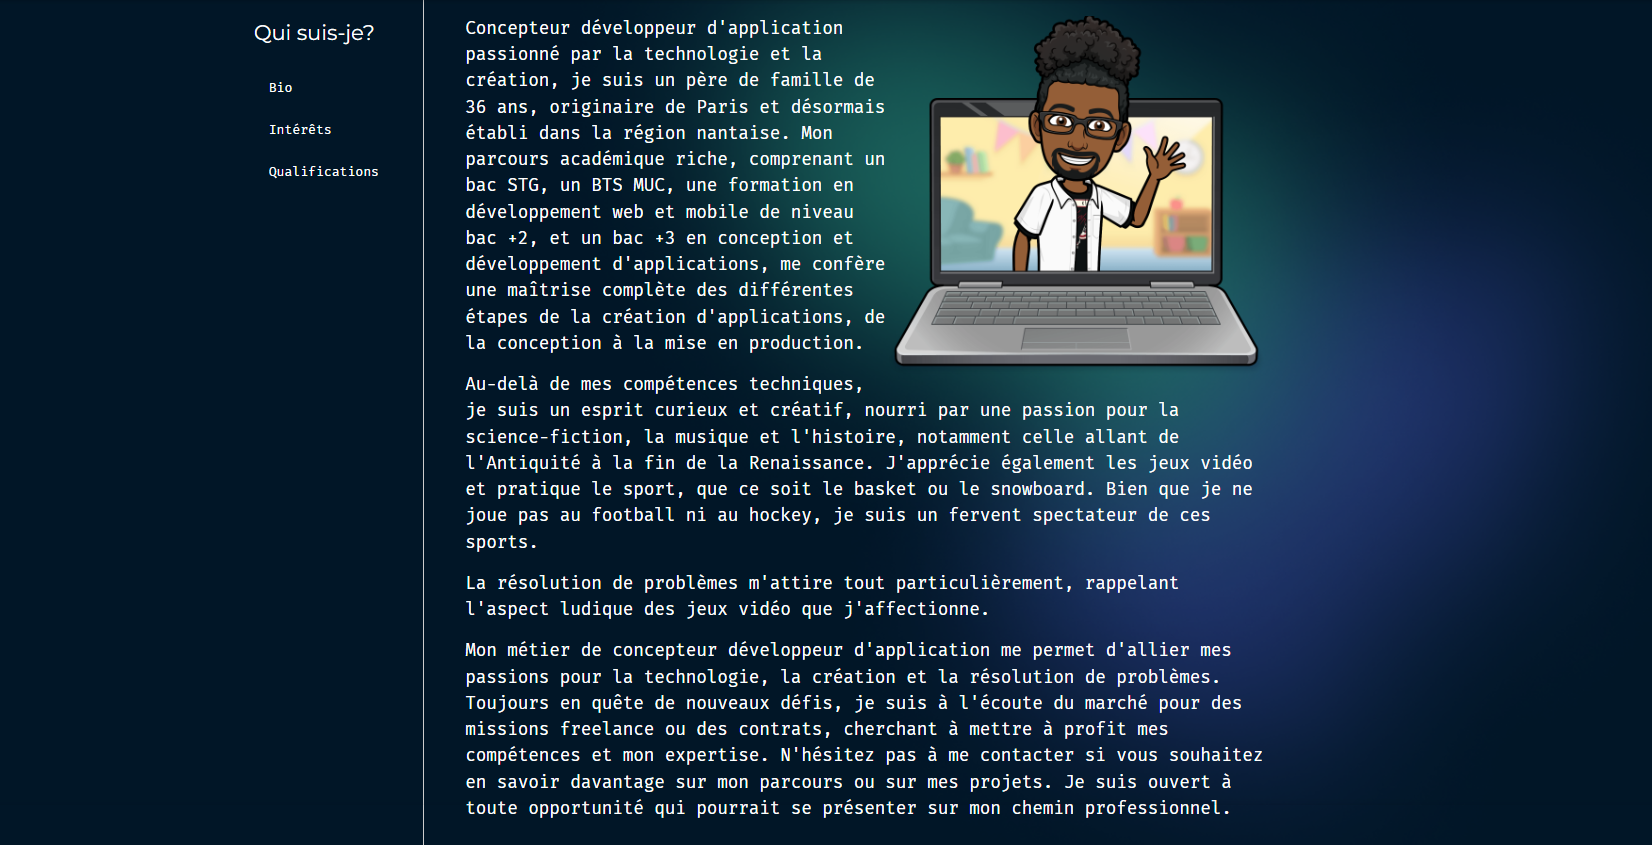 Qui suis-je?
Bio
Intérêts
Qualifications
Concepteur développeur d'application
passionné par la technologie et la
création, je suis un père de famille de
36 ans, originaire de Paris et désormais
établi dans la région nantaise. Mon
parcours académique riche, comprenant un
bac STG, un BTS MUC, une formation en
développement web et mobile de niveau
bac +2, et un bac +3 en conception et
développement d'applications, me confère
une maîtrise complète des différentes
étapes de la création d'applications, de
la conception à la mise en production.
Au-delà de mes compétences techniques,
je suis un esprit curieux et créatif, nourri par une passion pour la
science-fiction, la musique et l'histoire, notamment celle allant de
l'Antiquité à la fin de la Renaissance. J'apprécie également les jeux vidéo
et pratique le sport, que ce soit le basket ou le snowboard. Bien que je ne
joue pas au football ni au hockey, je suis un fervent spectateur de ces
sports.
La résolution de problèmes m'attire tout particulièrement, rappelant
l'aspect ludique des jeux vidéo que j'affectionne.
Mon métier de concepteur développeur d'application me permet d'allier mes
passions pour la technologie, la création et la résolution de problèmes.
Toujours en quête de nouveaux défis, je suis à l'écoute du marché pour des
missions freelance ou des contrats, cherchant à mettre à profit mes
compétences et mon expertise. N'hésitez pas à me contacter si vous souhaitez
en savoir davantage sur mon parcours ou sur mes projets. Je suis ouvert à
toute opportunité qui pourrait se présenter sur mon chemin professionnel.